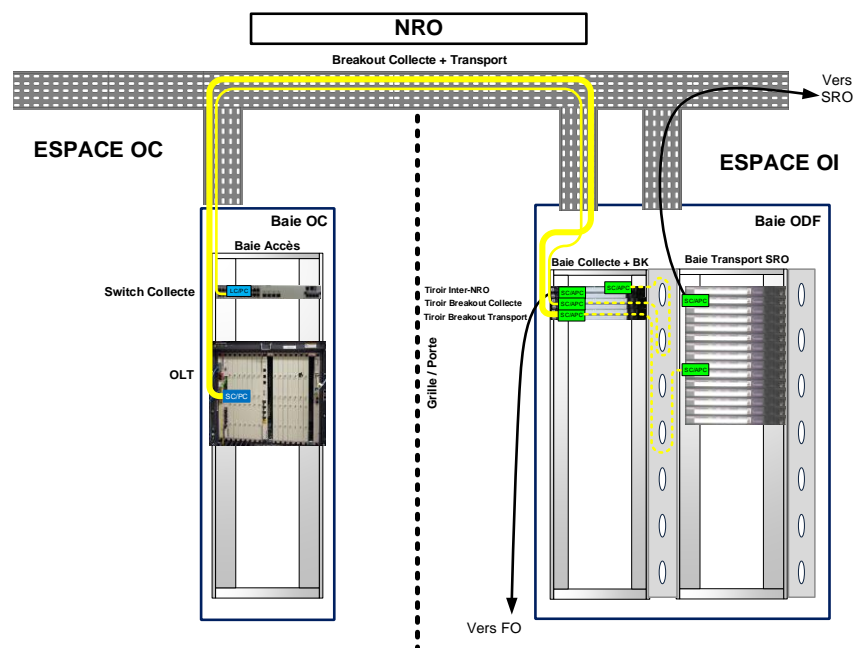 NRO
Breakout Collecte + Transport
Vers
SRO
ESPACE OC
ESPACE OI
Baie OC
Baie ODF
Baie Accès
Baie Collecte + BK
Baie Transport SRO
Switch Collecte
LC/PC
Tiroir Inter-NRO
SC/APC
SC/APC
SC/APC
Tiroir Breakout Collecte
SC/APC
Tiroir Breakout Transport
SC/APC
Grille / Porte
OLT
SC/PC
SC/APC
Vers FO